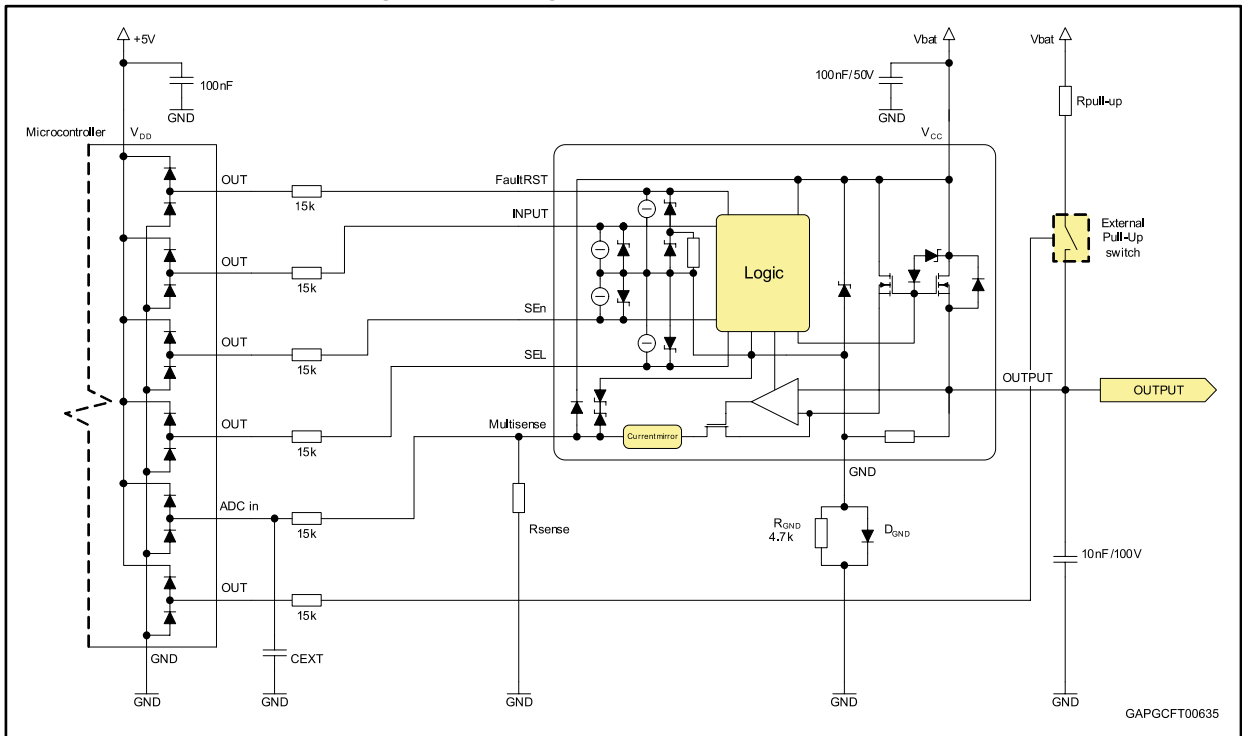 +5V
Vbat
Vbat
100nF
100nF/50V
GND
GND
Rpull-up
Microcontroller
VDD
VCC
OUT
15k
FaultRST
INPUT
OUT
15k
Logic
External
Pull-Up
switch
SEn
OUT
15k
SEL
OUTPUT
OUTPUT
OUT
15k
Multisense
Current mirror
GND
ADC in
15k
Rsense
RGND
4.7k
DGND
10nF/100V
OUT
15k
GND
CEXT
GND
GND
GND
GND
GND
GAPGCFT00635